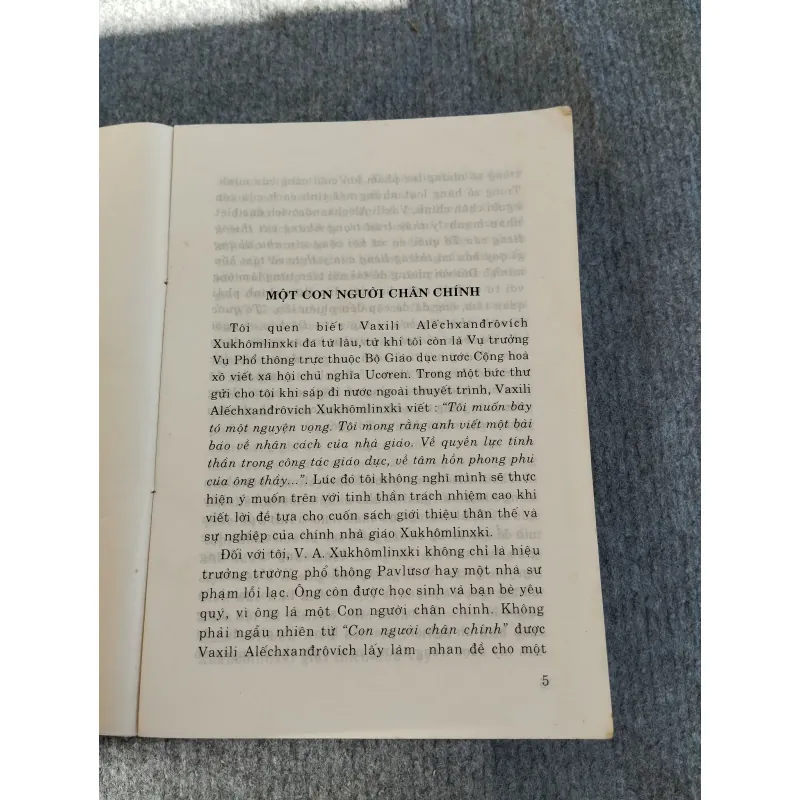 MỘT CON NGƯỜI CHÂN CHÍNH
Tôi quen biết Vaxili Alếchxanđrôvích
Xukhômlinxki đã từ lâu, từ khi tôi còn là Vụ trưởng
Vụ Phổ thông trực thuộc Bộ Giáo dục nước Cộng hoà
xô viết xã hội chủ nghĩa Ucơren. Trong một bức thư
gửi cho tôi khi sắp đi nước ngoài thuyết trình, Vaxili
Alếchxanđrôvích Xukhômlinxki viết : “Tôi muốn bày
tỏ một nguyện vọng. Tôi mong rằng anh viết một bài
báo về nhân cách của nhà giáo. Về quyền lực tinh
thần trong công tác giáo dục, về tâm hồn phong phú
của ông thầy...”. Lúc đó tôi không nghĩ mình sẽ thực
hiện ý muốn trên với tinh thần trách nhiệm cao khi
viết lời đề tựa cho cuốn sách giới thiệu thân thế và
sự nghiệp của chính nhà giáo Xukhômlinxki.
Đối với tôi, V. A. Xukhômlinxki không chỉ là hiệu
trưởng trường phổ thông Pavlưsơ hay một nhà sư
phạm lỗi lạc. Ông còn được học sinh và bạn bè yêu
quý, vì ông là một Con người chân chính. Không
phải ngẫu nhiên từ “Con người chân chính” được
Vaxili Alếchxanđrôvích lấy làm nhan đề cho một
5